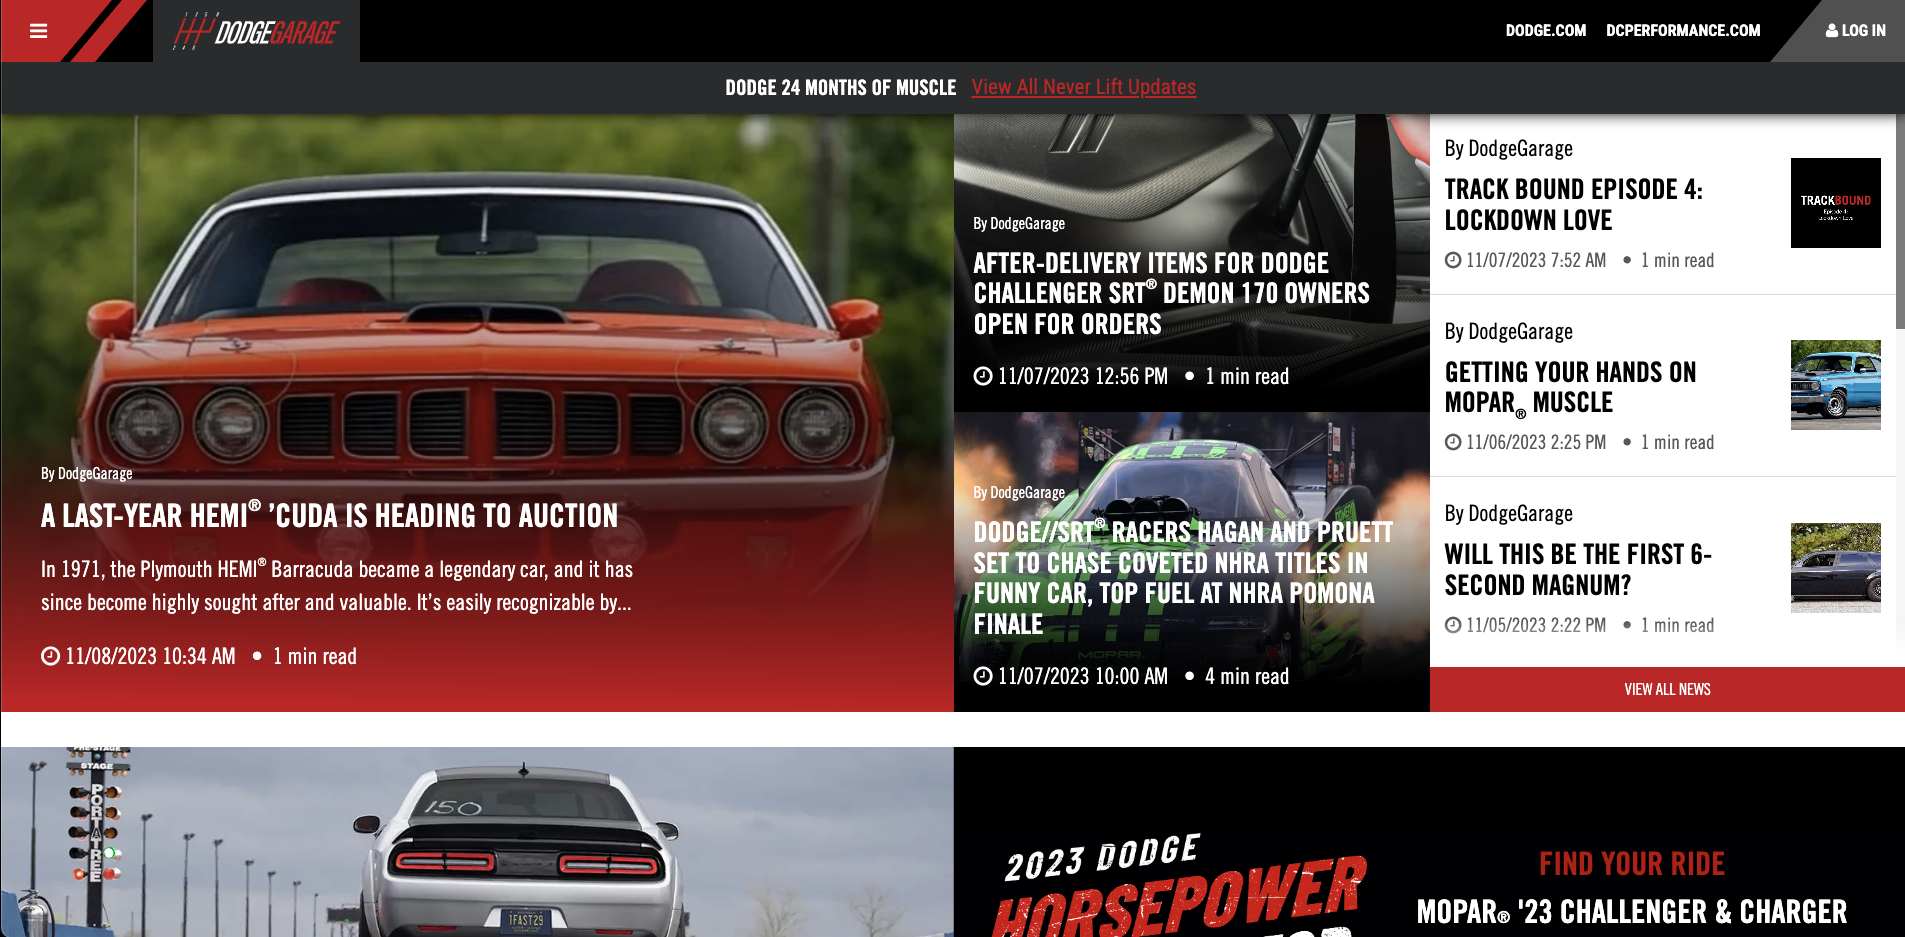 DODGEGARAGE
DODGE.COM
DCPERFORMANCE.COM
LOG IN
DODGE 24 MONTHS OF MUSCLE View All Never Lift Updates
By DodgeGarage
A LAST-YEAR HEMI® ’CUDA IS HEADING TO AUCTION
In 1971, the Plymouth HEMI® Barracuda became a legendary car, and it has
since become highly sought after and valuable. It’s easily recognizable by...
11/08/2023 10:34 AM • 1 min read
By DodgeGarage
AFTER-DELIVERY ITEMS FOR DODGE
CHALLENGER SRT® DEMON 170 OWNERS
OPEN FOR ORDERS
11/07/2023 12:56 PM • 1 min read
By DodgeGarage
DODGE//SRT® RACERS HAGAN AND PRUETT
SET TO CHASE COVETED NHRA TITLES IN
FUNNY CAR, TOP FUEL AT NHRA POMONA
FINALE
MOPAR
11/07/2023 10:00 AM • 4 min read
By DodgeGarage
TRACK BOUND EPISODE 4:
LOCKDOWN LOVE
11/07/2023 7:52 AM • 1 min read
TRACKBOUND
Episode 4:
Lockdown Love
By DodgeGarage
GETTING YOUR HANDS ON
MOPAR® MUSCLE
11/06/2023 2:25 PM • 1 min read
By DodgeGarage
WILL THIS BE THE FIRST 6-
SECOND MAGNUM?
11/05/2023 2:22 PM • 1 min read
VIEW ALL NEWS
PRE-STAGE
STAGE
PORTATREE
150
1FAST29
2023 DODGE
HORSEPOWER
FIND YOUR RIDE
MOPAR® '23 CHALLENGER & CHARGER